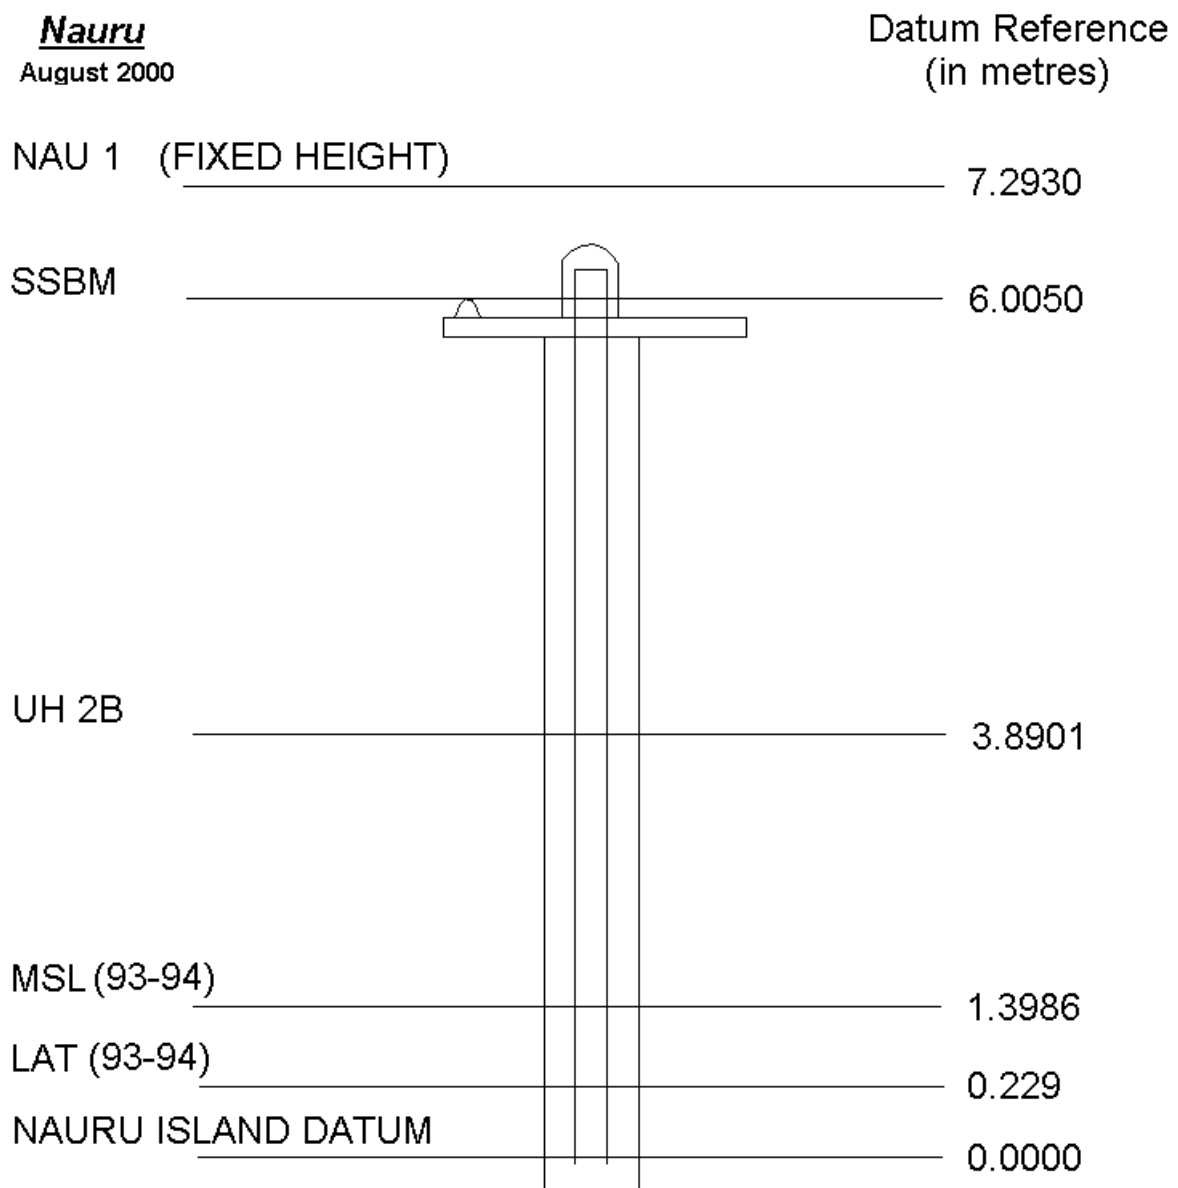 Nauru
August 2000
Datum Reference
(in metres)
NAU 1 (FIXED HEIGHT)
7.2930
SSBM
6.0050
UH 2B
3.8901
MSL (93-94)
1.3986
LAT (93-94)
0.229
NAURU ISLAND DATUM
0.0000